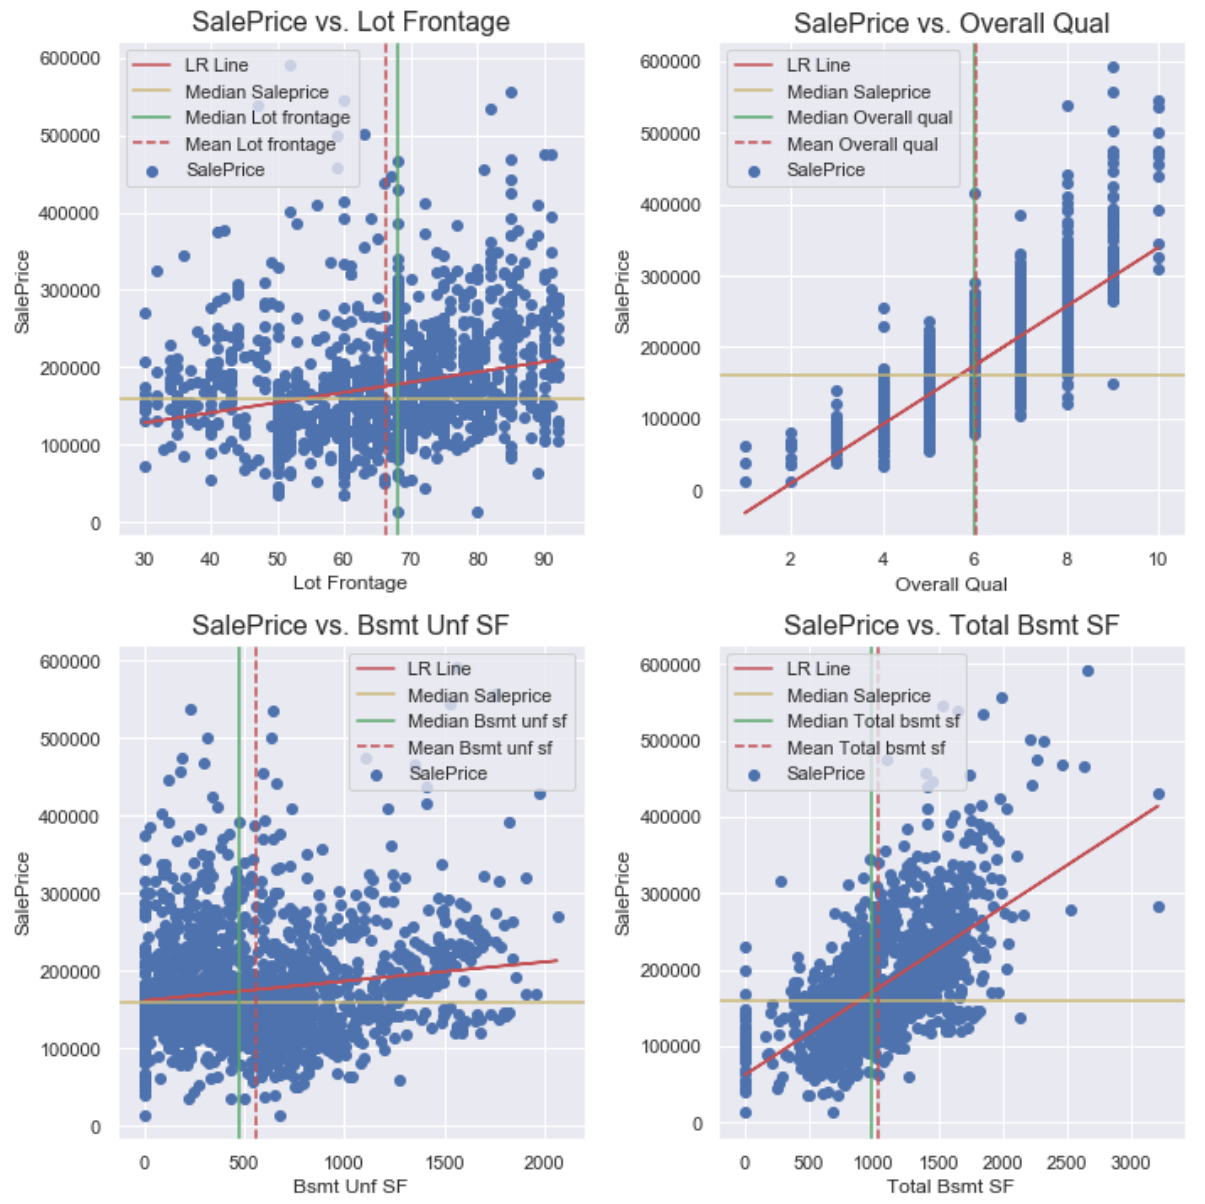 SalePrice vs. Lot Frontage
600000
500000
400000
300000
200000
100000
0
SalePrice
LR Line
Median Saleprice
Median Lot frontage
Mean Lot frontage
SalePrice
30 40 50 60 70 80 90
Lot Frontage
SalePrice vs. Overall Qual
600000
500000
400000
300000
200000
100000
0
SalePrice
LR Line
Median Saleprice
Median Overall qual
Mean Overall qual
SalePrice
2 4 6 8 10
Overall Qual
SalePrice vs. Bsmt Unf SF
600000
500000
400000
300000
200000
100000
0
SalePrice
LR Line
Median Saleprice
Median Bsmt unf sf
Mean Bsmt unf sf
SalePrice
0 500 1000 1500 2000
Bsmt Unf SF
SalePrice vs. Total Bsmt SF
600000
500000
400000
300000
200000
100000
0
SalePrice
LR Line
Median Saleprice
Median Total bsmt sf
Mean Total bsmt sf
SalePrice
0 500 1000 1500 2000 2500 3000
Total Bsmt SF